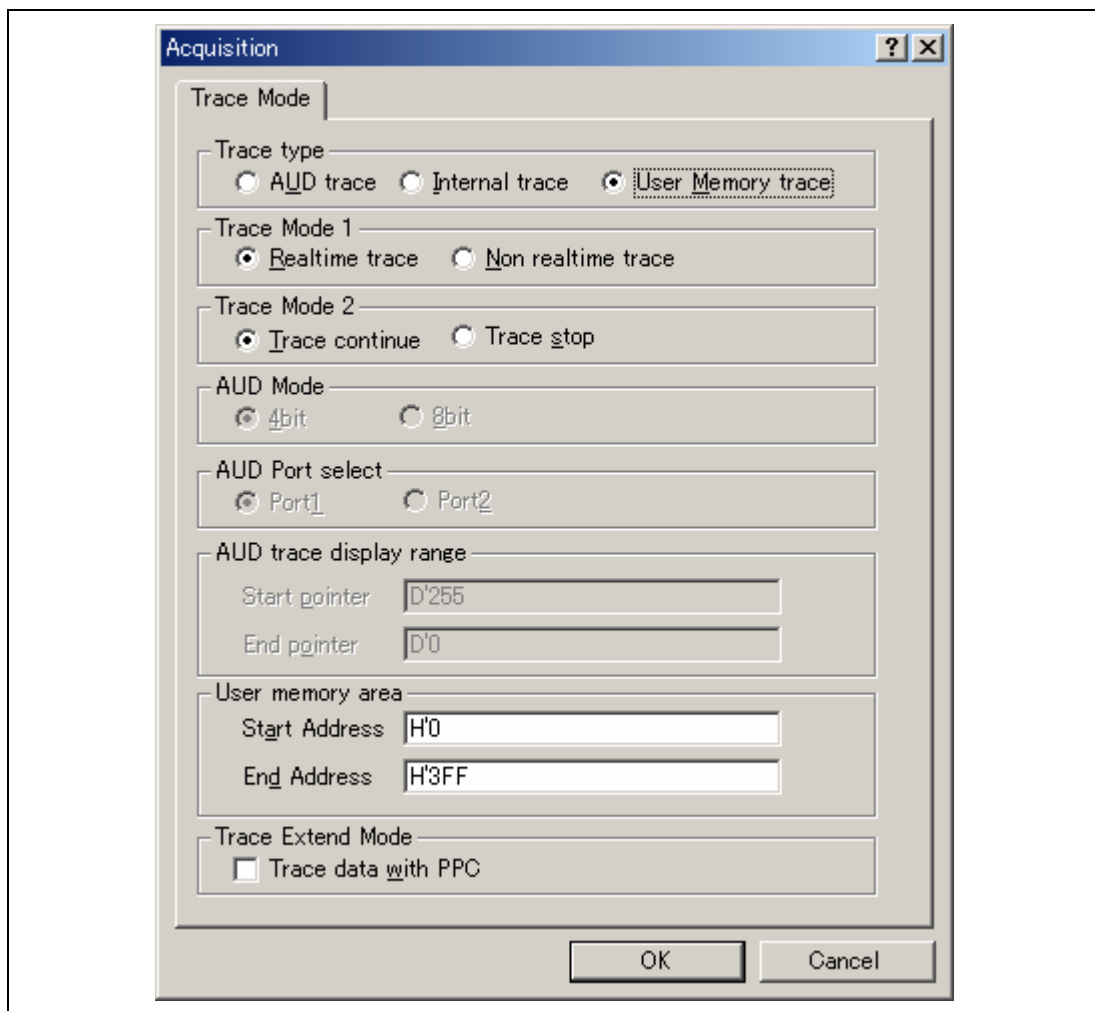 Acquisition
Trace Mode
Trace type
AUD trace Internal trace User Memory trace
Trace Mode 1
Realtime trace Non realtime trace
Trace Mode 2
Trace continue Trace stop
AUD Mode
4bit 8bit
AUD Port select
Port1 Port2
AUD trace display range
Start pointer D'255
End pointer D'0
User memory area
Start Address H'0
End Address H'3FF
Trace Extend Mode
Trace data with PPC
OK Cancel